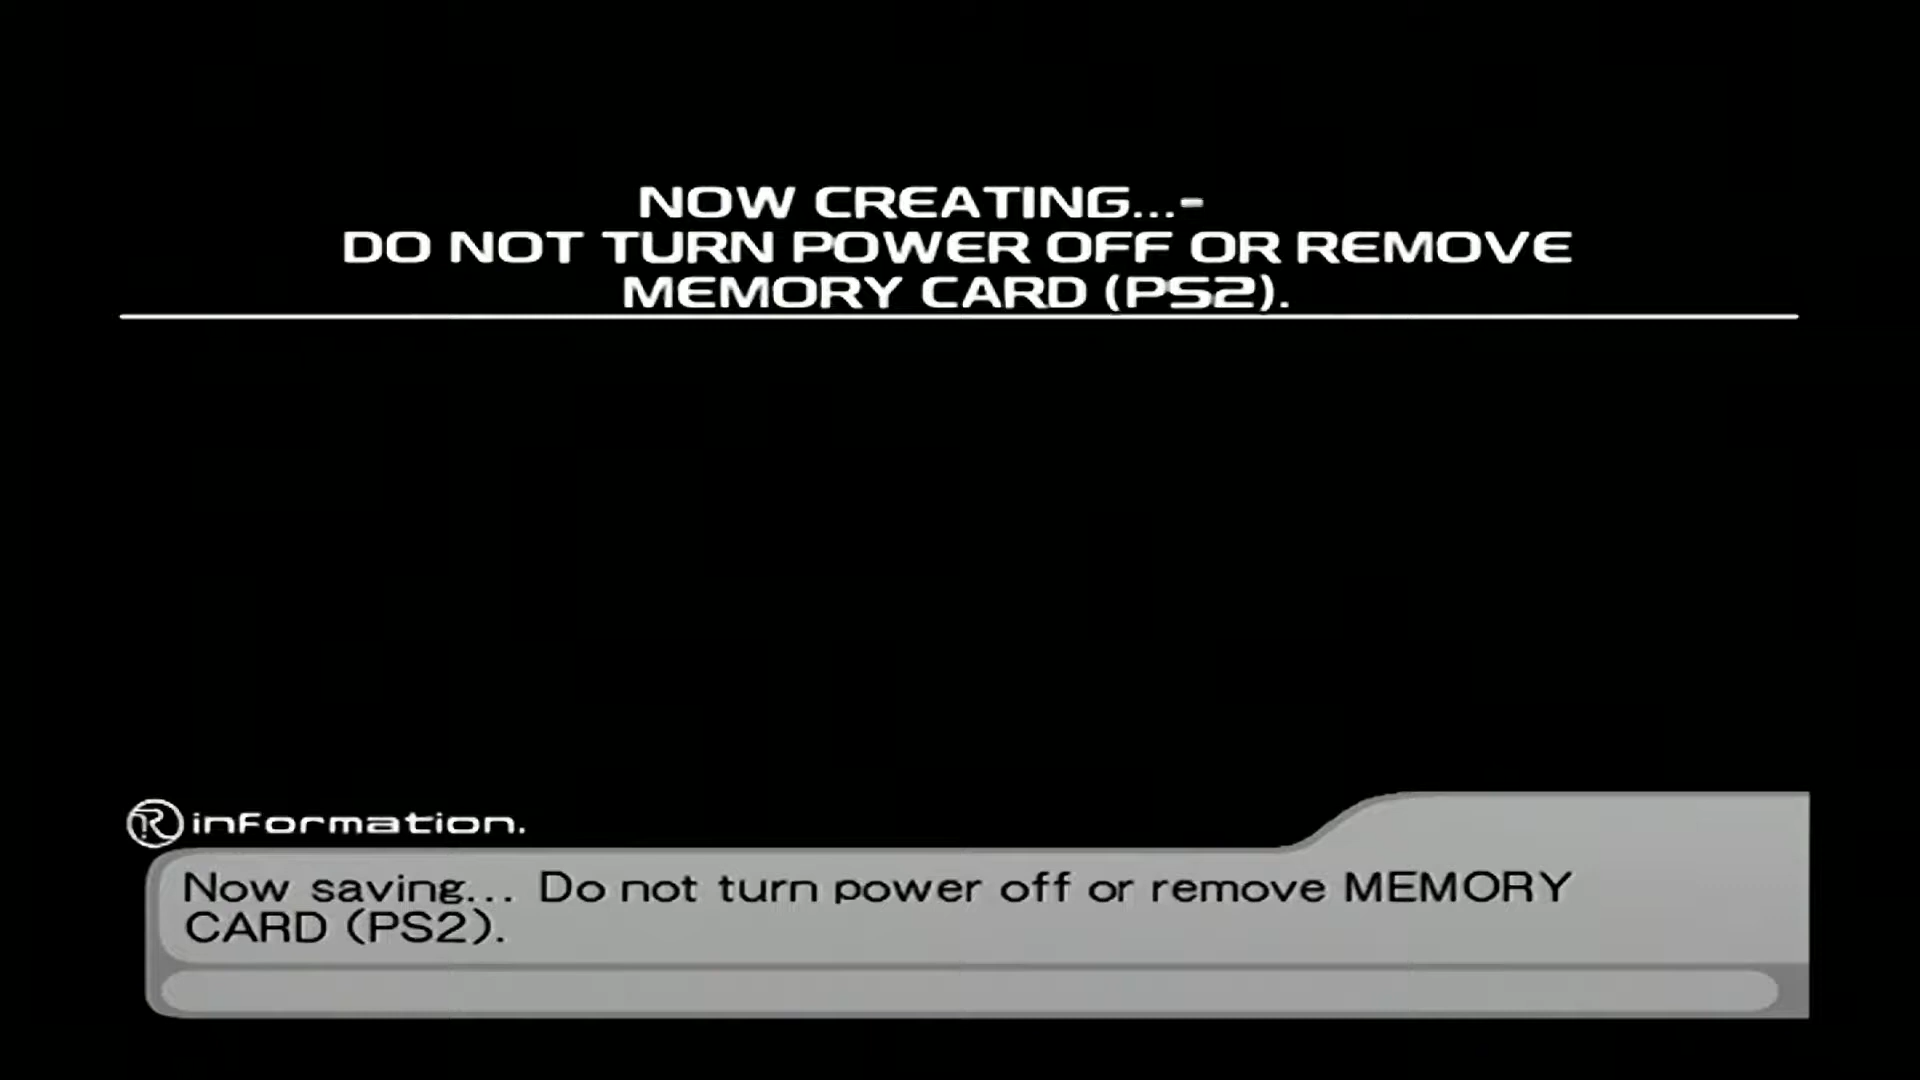 NOW CREATING...-
DO NOT TURN POWER OFF OR REMOVE
MEMORY CARD (PS2).
R information.
Now saving... Do not turn power off or remove MEMORY
CARD (PS2).